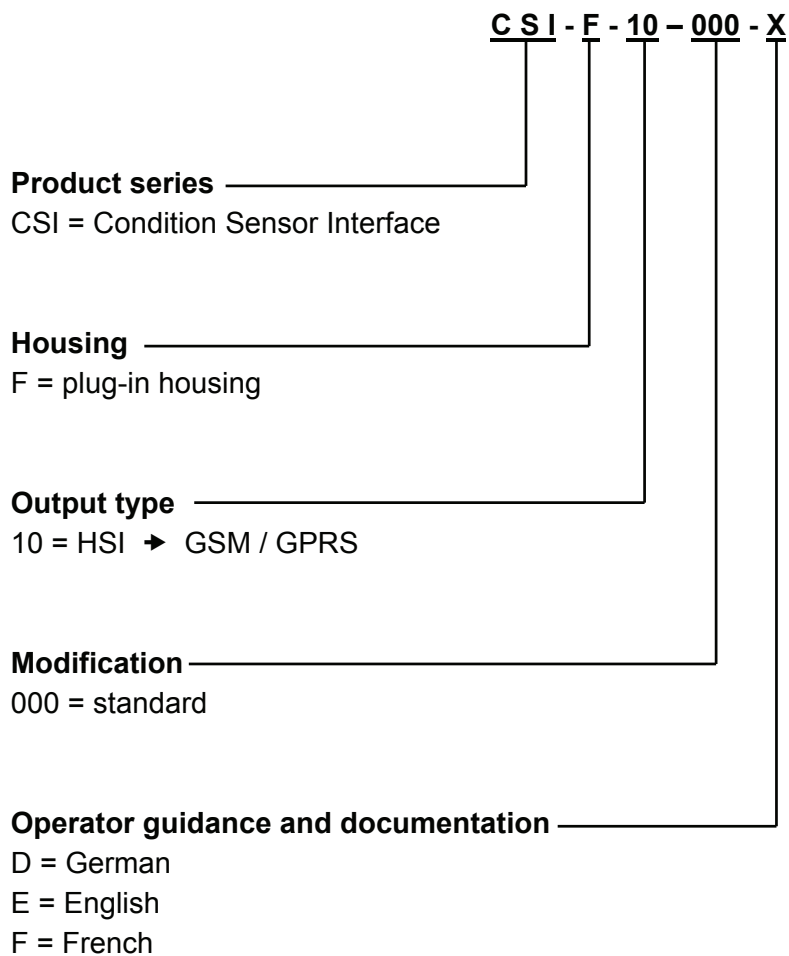 C S I - F - 10 – 000 - X
Product series
CSI = Condition Sensor Interface
Housing
F = plug-in housing
Output type
10 = HSI ➔ GSM / GPRS
Modification
000 = standard
Operator guidance and documentation
D = German
E = English
F = French